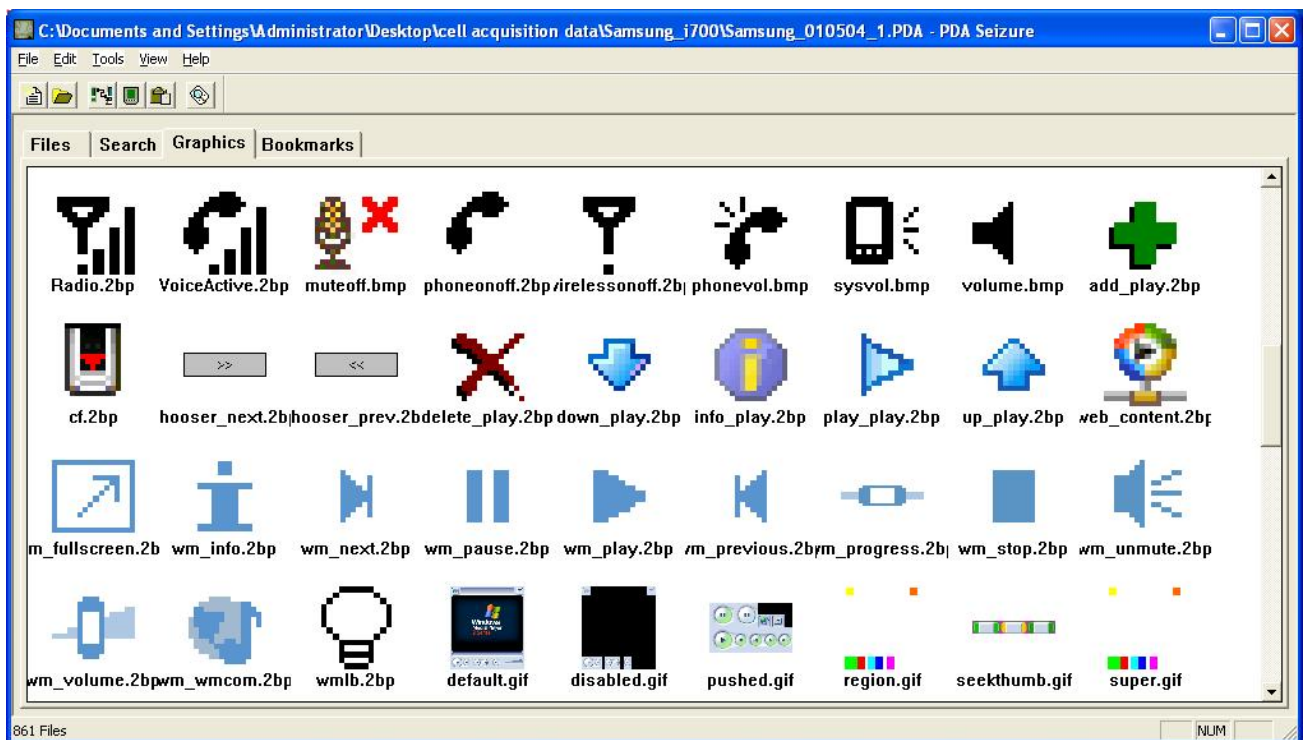 C:\Documents and Settings\Administrator\Desktop\cell acquisition data\Samsung_i700\Samsung_010504_1.PDA - PDA Seizure
File Edit Tools View Help
Files Search Graphics Bookmarks
Radio.2bp VoiceActive.2bp muteoff.bmp phoneonoff.2bp irelessonoff.2b phonevol.bmp sysvol.bmp volume.bmp add_play.2bp
>> <<
cf.2bp hooser_next.2b hooser_prev.2b delete_play.2bp down_play.2bp info_play.2bp play_play.2bp up_play.2bp web_content.2bp
m_fullscreen.2b wm_info.2bp wm_next.2bp wm_pause.2bp wm_play.2bp m_previous.2b m_progress.2b wm_stop.2bp wm_unmute.2bp
Windows
wm_volume.2bp wm_wmcom.2bp wmlb.2bp default.gif disabled.gif pushed.gif region.gif seekthumb.gif super.gif
861 Files NUM